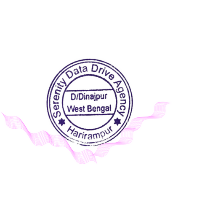 Serenity Data Drive Agency
D/Dinajpur
West Bengal
★ Harirampur ★